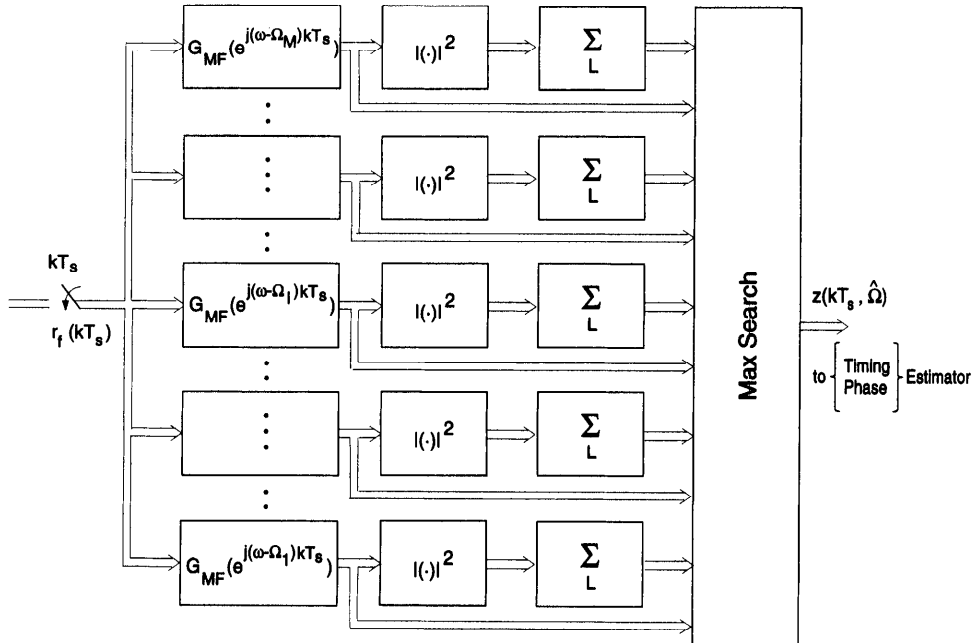 G_MF(e^j(ω-Ω_M)kT_s)
|(·)|^2
Σ
L
|(·)|^2
Σ
L
kT_s
r_f (kT_s)
G_MF(e^j(ω-Ω_l)kT_s)
|(·)|^2
Σ
L
Max Search
z(kT_s , Ω̂)
to { Timing Phase } Estimator
|(·)|^2
Σ
L
G_MF(e^j(ω-Ω_1)kT_s)
|(·)|^2
Σ
L